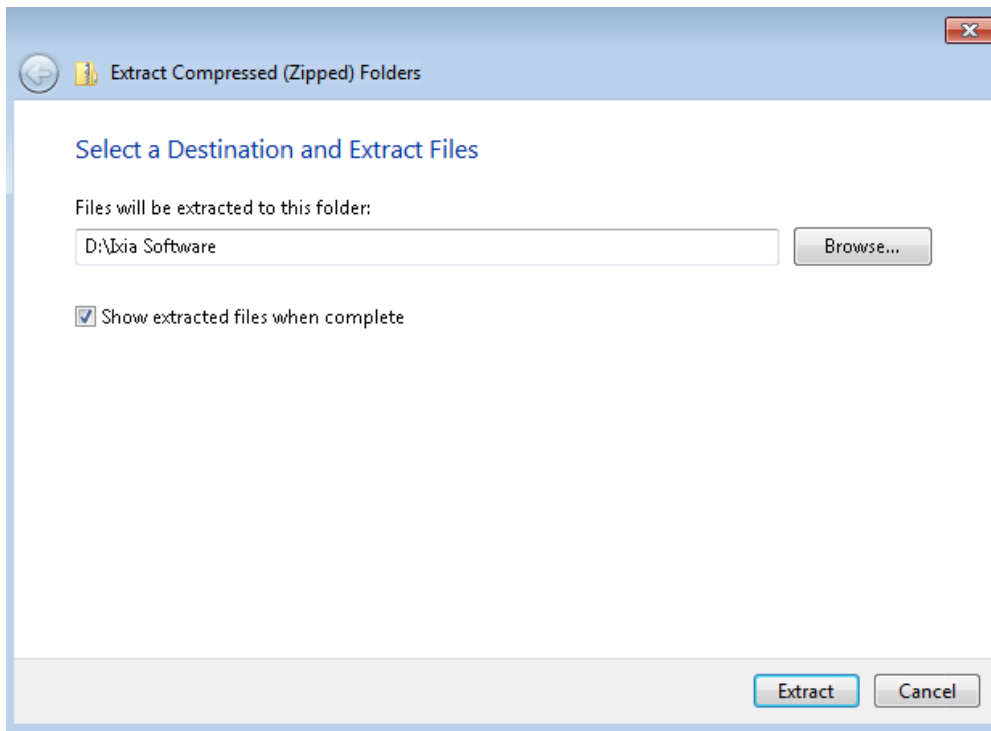 Extract Compressed (Zipped) Folders
Select a Destination and Extract Files
Files will be extracted to this folder:
D:\Ixia Software
Browse...
Show extracted files when complete
Extract
Cancel